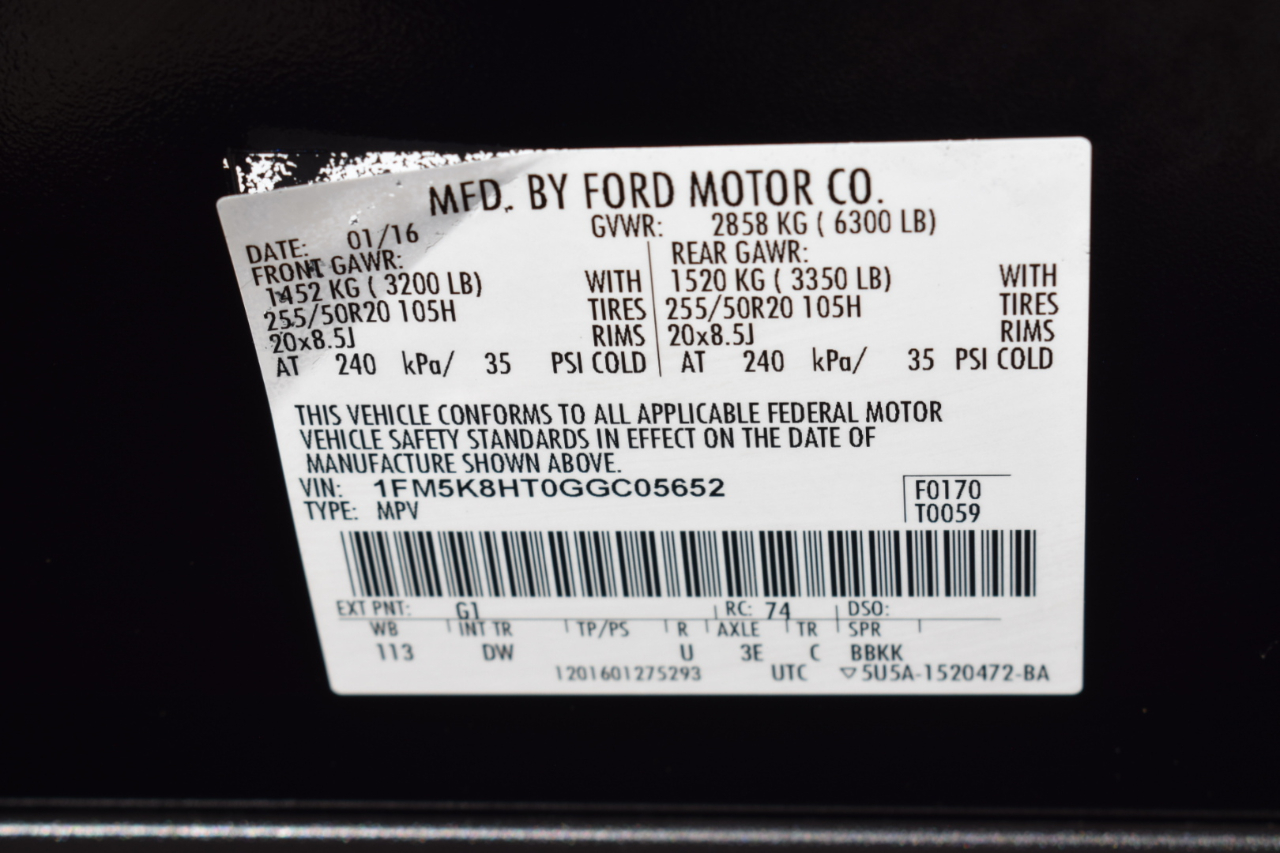 MFD. BY FORD MOTOR CO.
DATE: 01/16 GVWR: 2858 KG ( 6300 LB)
FRONT GAWR: REAR GAWR:
1452 KG ( 3200 LB) WITH 1520 KG ( 3350 LB) WITH
255/50R20 105H TIRES 255/50R20 105H TIRES
20x8.5J RIMS 20x8.5J RIMS
AT 240 kPa/ 35 PSI COLD AT 240 kPa/ 35 PSI COLD
THIS VEHICLE CONFORMS TO ALL APPLICABLE FEDERAL MOTOR
VEHICLE SAFETY STANDARDS IN EFFECT ON THE DATE OF
MANUFACTURE SHOWN ABOVE.
VIN: 1FM5K8HT0GGC05652 F0170
TYPE: MPV T0059
EXT PNT: G1 RC: 74 DSO:
WB INT TR TP/PS R AXLE TR SPR
113 DW U 3E C BBKK
1201601275293 UTC ▽5U5A-1520472-BA